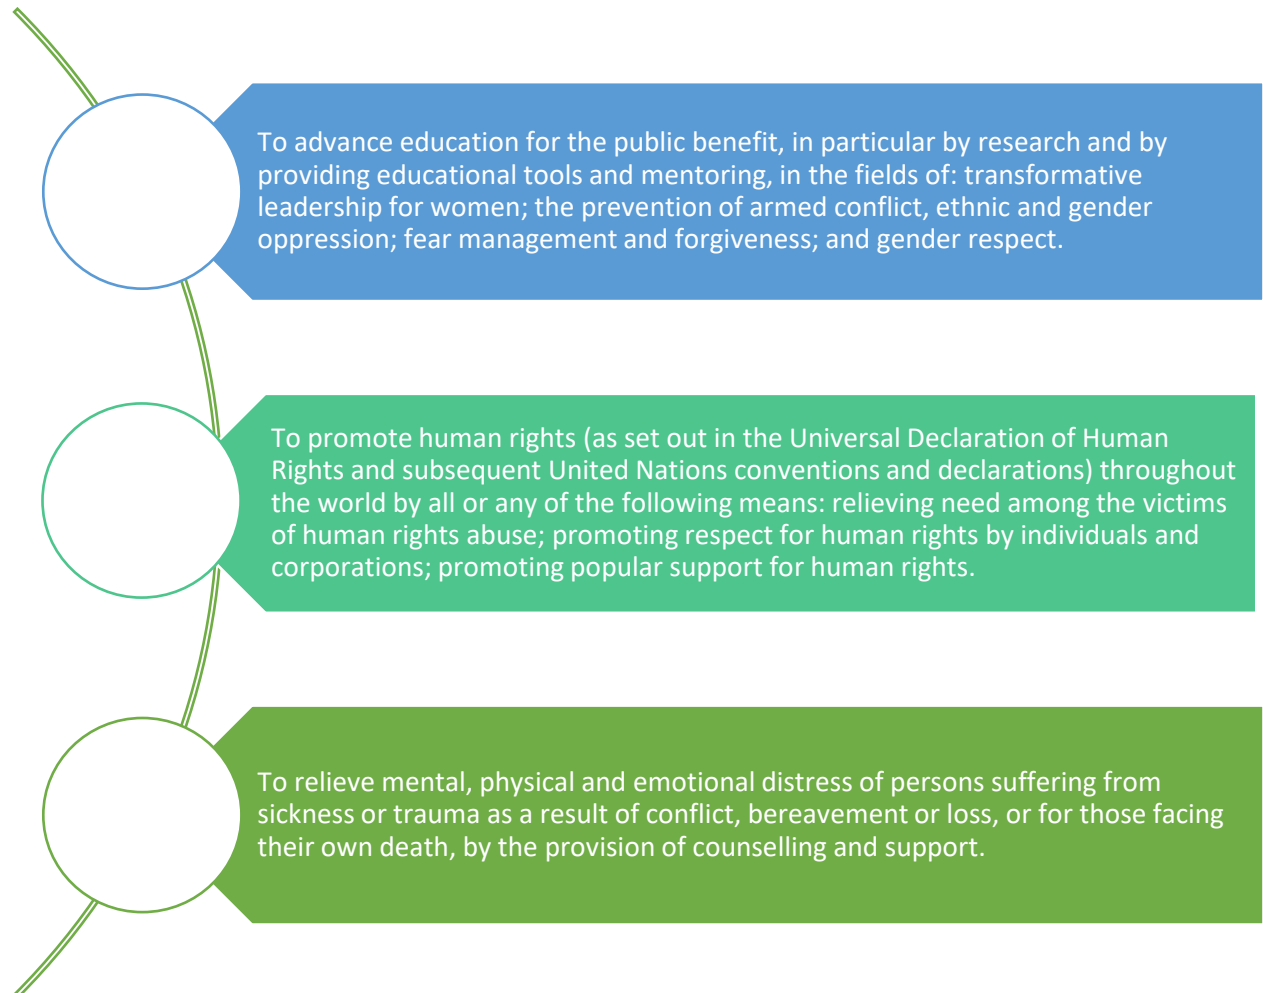 To advance education for the public benefit, in particular by research and by
providing educational tools and mentoring, in the fields of: transformative
leadership for women; the prevention of armed conflict, ethnic and gender
oppression; fear management and forgiveness; and gender respect.
To promote human rights (as set out in the Universal Declaration of Human
Rights and subsequent United Nations conventions and declarations) throughout
the world by all or any of the following means: relieving need among the victims
of human rights abuse; promoting respect for human rights by individuals and
corporations; promoting popular support for human rights.
To relieve mental, physical and emotional distress of persons suffering from
sickness or trauma as a result of conflict, bereavement or loss, or for those facing
their own death, by the provision of counselling and support.